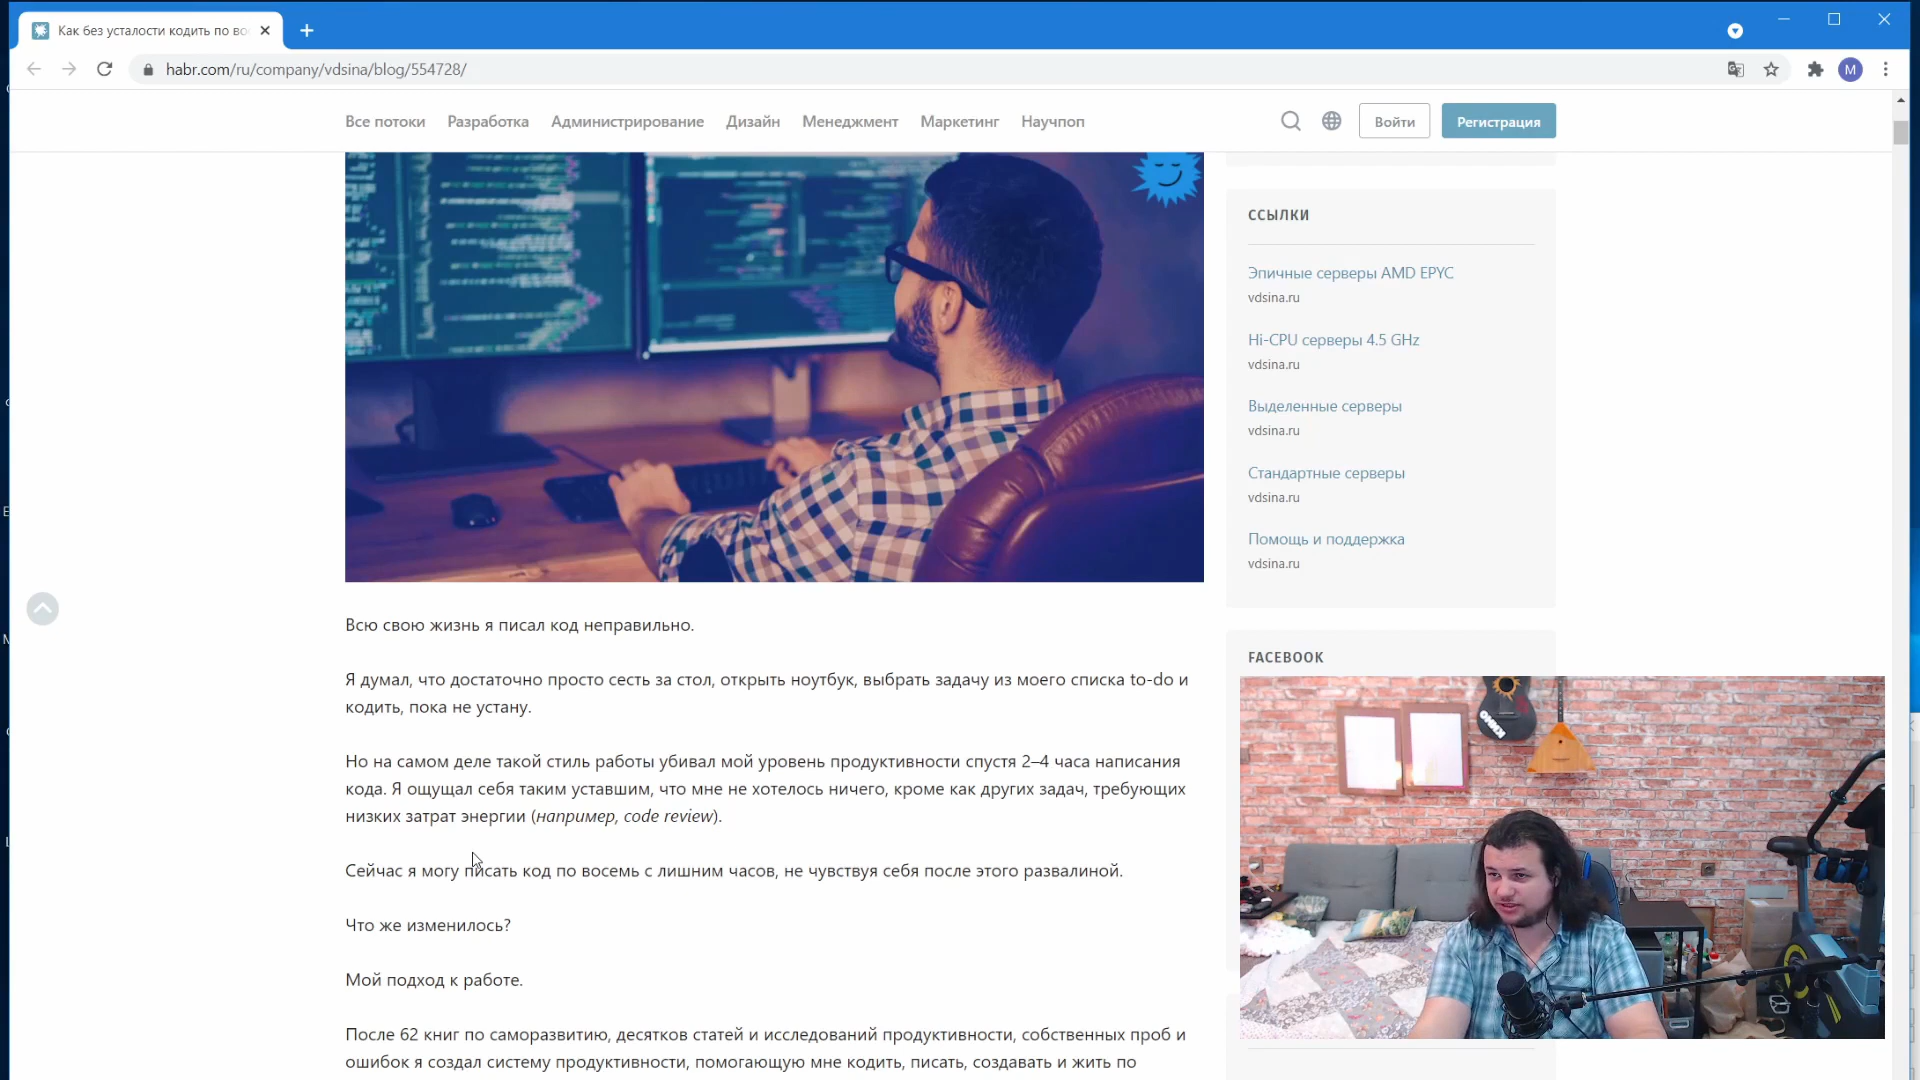 Как без усталости кодить по во
habr.com/ru/company/vdsina/blog/554728/
M
Все потоки Разработка Администрирование Дизайн Менеджмент Маркетинг Научпоп
Войти
Регистрация
ССЫЛКИ
Эпичные серверы AMD EPYC
vdsina.ru
Hi-CPU серверы 4.5 GHz
vdsina.ru
Выделенные серверы
vdsina.ru
Стандартные серверы
vdsina.ru
Помощь и поддержка
vdsina.ru
FACEBOOK
Всю свою жизнь я писал код неправильно.
Я думал, что достаточно просто сесть за стол, открыть ноутбук, выбрать задачу из моего списка to-do и
кодить, пока не устану.
Но на самом деле такой стиль работы убивал мой уровень продуктивности спустя 2–4 часа написания
кода. Я ощущал себя таким уставшим, что мне не хотелось ничего, кроме как других задач, требующих
низких затрат энергии (например, code review).
Сейчас я могу писать код по восемь с лишним часов, не чувствуя себя после этого развалиной.
Что же изменилось?
Мой подход к работе.
После 62 книг по саморазвитию, десятков статей и исследований продуктивности, собственных проб и
ошибок я создал систему продуктивности, помогающую мне кодить, писать, создавать и жить по